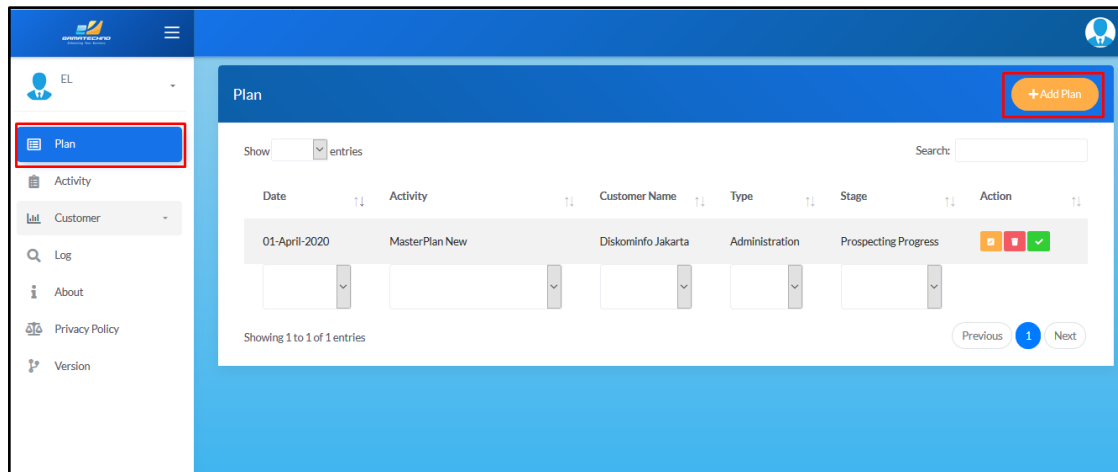 GAMATECHNO
EL
Plan
Activity
Customer
Log
About
Privacy Policy
Version
Plan
+ Add Plan
Show entries
Search:
Date Activity Customer Name Type Stage Action
01-April-2020 MasterPlan New Diskominfo Jakarta Administration Prospecting Progress
Showing 1 to 1 of 1 entries
Previous 1 Next